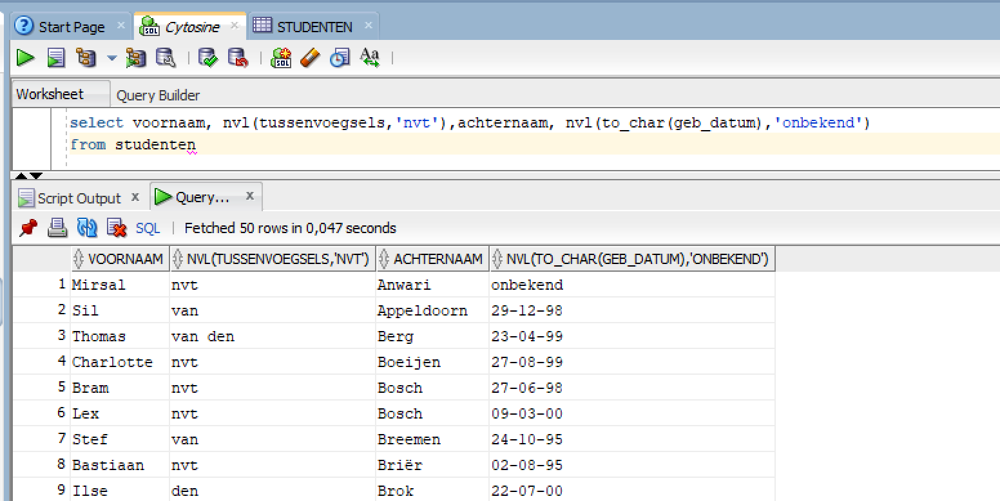 Start Page Cytosine STUDENTEN
Aa
Worksheet Query Builder
select voornaam, nvl(tussenvoegsels,'nvt'),achternaam, nvl(to_char(geb_datum),'onbekend')
from studenten
Script Output x Query... x
SQL | Fetched 50 rows in 0,047 seconds
VOORNAAM NVL(TUSSENVOEGSELS,'NVT') ACHTERNAAM NVL(TO_CHAR(GEB_DATUM),'ONBEKEND')
1 Mirsal nvt Anwari onbekend
2 Sil van Appeldoorn 29-12-98
3 Thomas van den Berg 23-04-99
4 Charlotte nvt Boeijen 27-08-99
5 Bram nvt Bosch 27-06-98
6 Lex nvt Bosch 09-03-00
7 Stef van Breemen 24-10-95
8 Bastiaan nvt Briër 02-08-95
9 Ilse den Brok 22-07-00